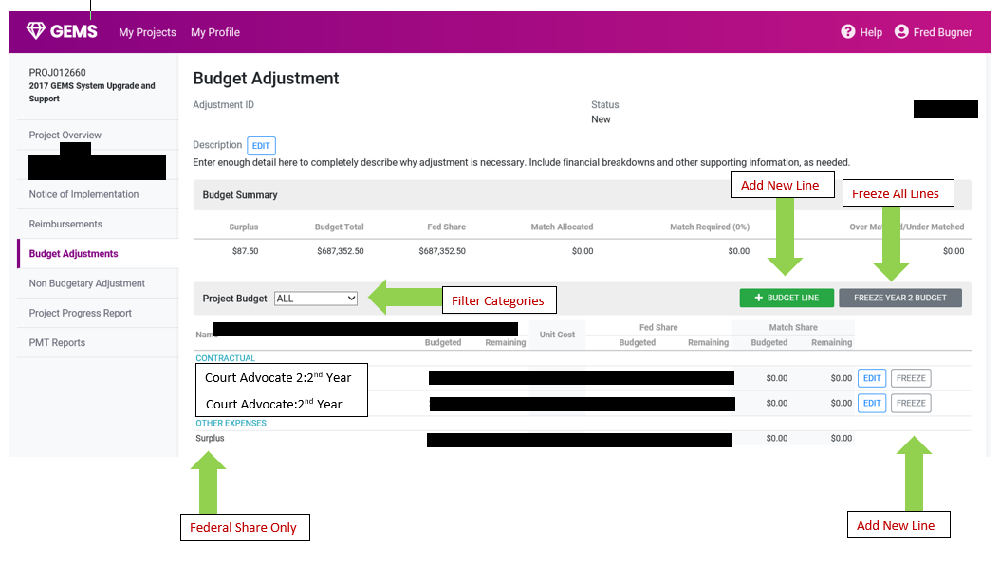 GEMS My Projects My Profile Help Fred Bugner
PROJ012660
2017 GEMS System Upgrade and
Support
Project Overview
Notice of Implementation
Reimbursements
Budget Adjustments
Non Budgetary Adjustment
Project Progress Report
PMT Reports
Budget Adjustment
Adjustment ID Status
New
Description EDIT
Enter enough detail here to completely describe why adjustment is necessary. Include financial breakdowns and other supporting information, as needed.
Add New Line
Freeze All Lines
Budget Summary
Surplus Budget Total Fed Share Match Allocated Match Required (0%) Over Matched/Under Matched
$87.50 $687,352.50 $687,352.50 $0.00 $0.00 $0.00
Project Budget ALL Filter Categories + BUDGET LINE FREEZE YEAR 2 BUDGET
Name Unit Cost Fed Share Match Share
Budgeted Remaining Budgeted Remaining Budgeted Remaining
CONTRACTUAL
Court Advocate 2:2nd Year $0.00 $0.00 EDIT FREEZE
Court Advocate:2nd Year $0.00 $0.00 EDIT FREEZE
OTHER EXPENSES
Surplus $0.00 $0.00
Federal Share Only
Add New Line